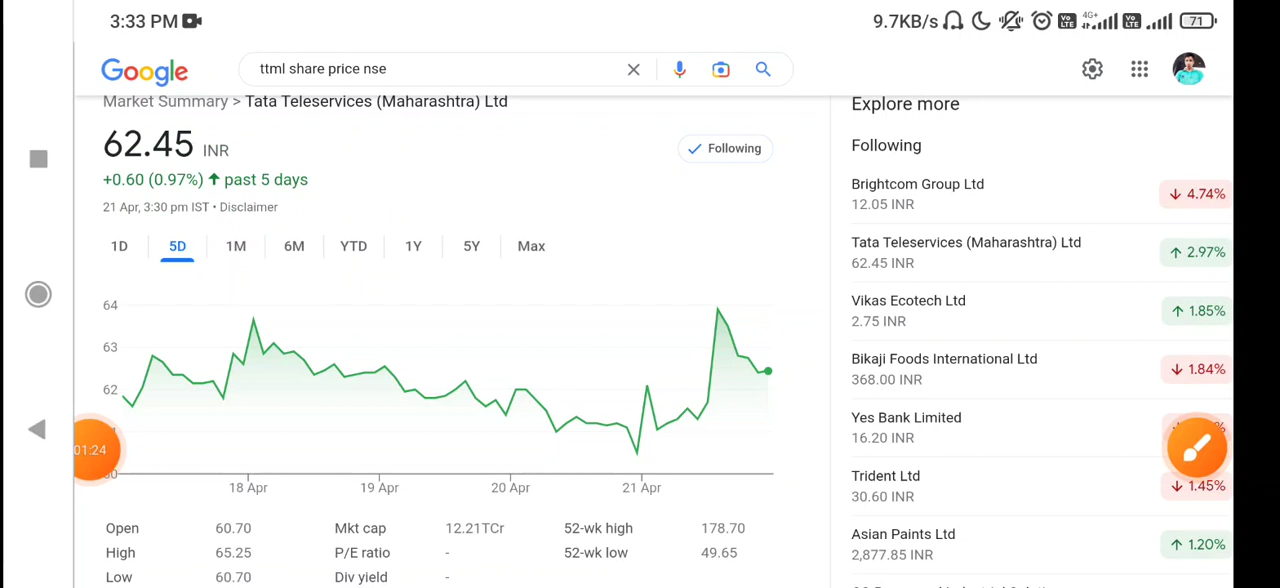 3:33 PM
9.7KB/s
Vo LTE
4G+
Vo LTE
71
Google
ttml share price nse
Market Summary > Tata Teleservices (Maharashtra) Ltd
62.45 INR
Following
+0.60 (0.97%) ↑ past 5 days
21 Apr, 3:30 pm IST • Disclaimer
1D 5D 1M 6M YTD 1Y 5Y Max
64
63
62
18 Apr 19 Apr 20 Apr 21 Apr
01:24
Open 60.70 Mkt cap 12.21TCr 52-wk high 178.70
High 65.25 P/E ratio - 52-wk low 49.65
Low 60.70 Div yield -
Explore more
Following
Brightcom Group Ltd
12.05 INR
↓ 4.74%
Tata Teleservices (Maharashtra) Ltd
62.45 INR
↑ 2.97%
Vikas Ecotech Ltd
2.75 INR
↑ 1.85%
Bikaji Foods International Ltd
368.00 INR
↓ 1.84%
Yes Bank Limited
16.20 INR
Trident Ltd
30.60 INR
↓ 1.45%
Asian Paints Ltd
2,877.85 INR
↑ 1.20%